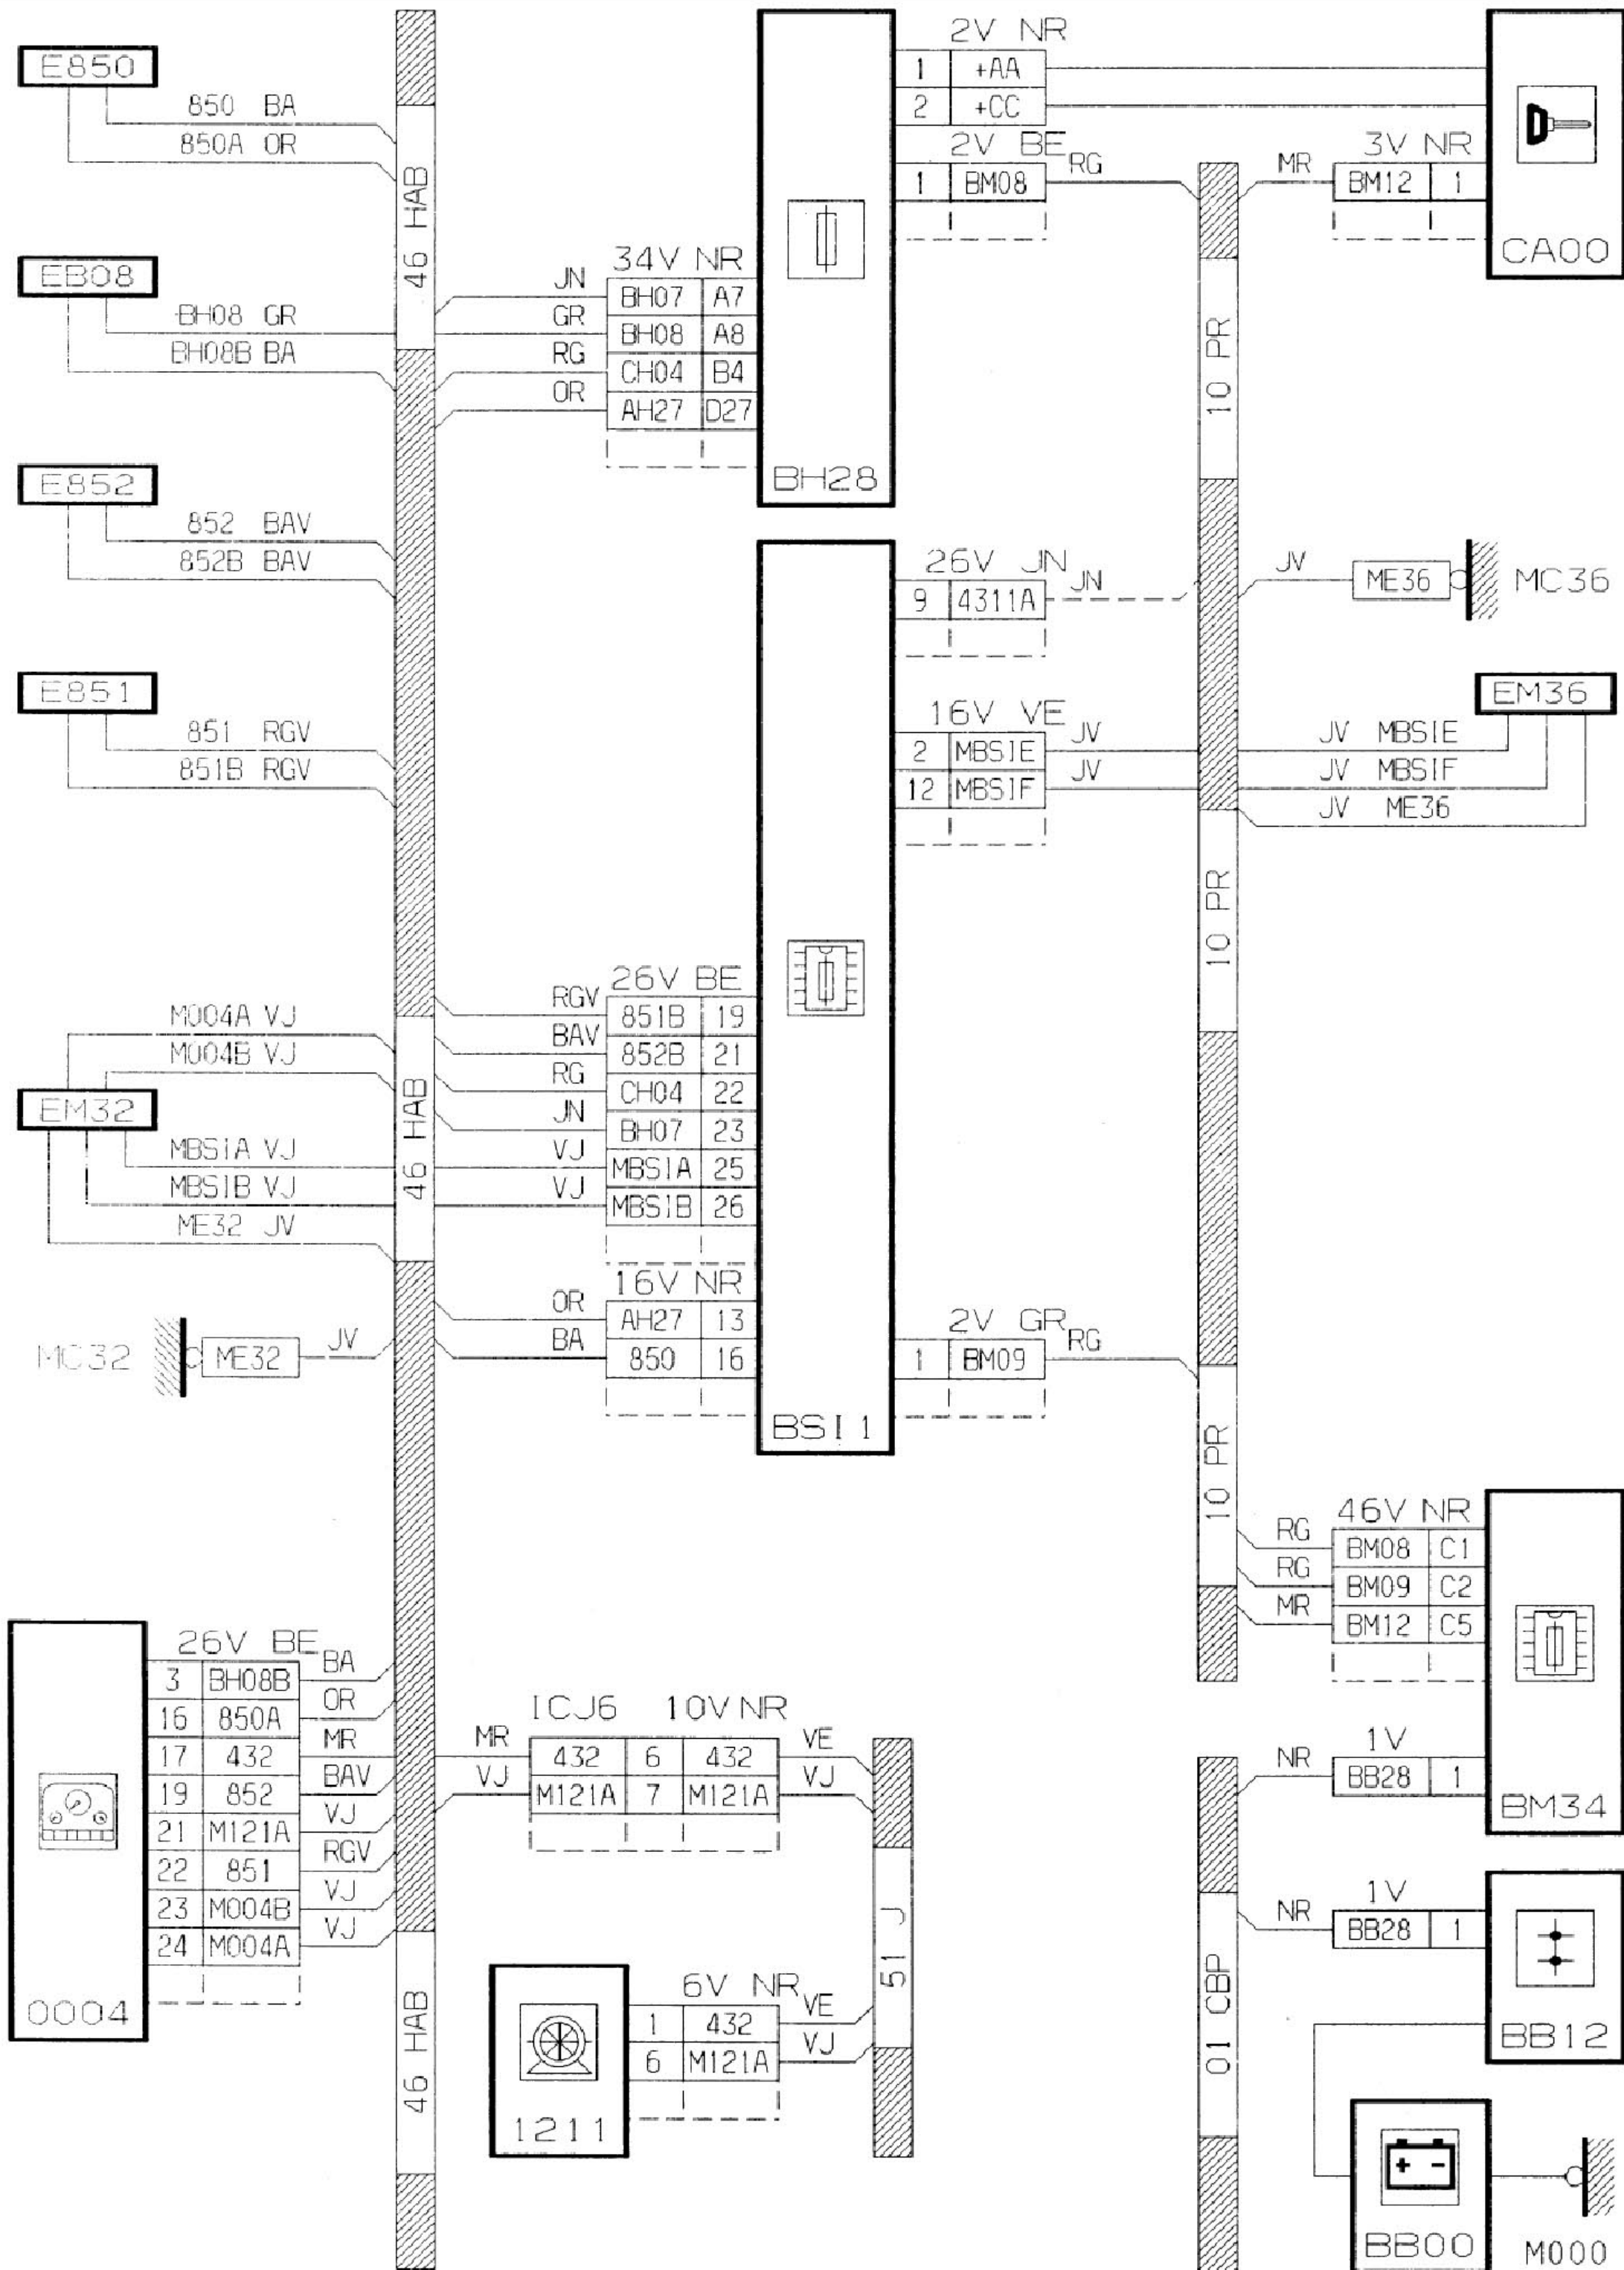 E850
850 BA
850A OR
46 HAB
EB08
BH08 GR
BH08B BA
E852
852 BAV
852B BAV
E851
851 RGV
851B RGV
M004A VJ
M004B VJ
EM32
46 HAB
MBSIA VJ
MBSIB VJ
ME32 JV
MC32 ME32 JV
2V NR
1 +AA
2 +CC
2V BE
1 BM08 RG
34V NR
JN BH07 A7
GR BH08 A8
RG CH04 B4
OR AH27 D27
BH28
MR
3V NR
BM12 1
CA00
10 PR
26V JN
9 4311A JN
JV ME36 MC36
16V VE
2 MBSIE JV
12 MBSIF JV
EM36
JV MBSIE
JV MBSIF
JV ME36
10 PR
26V BE
RGV 851B 19
BAV 852B 21
RG CH04 22
JN BH07 23
VJ MBSIA 25
VJ MBSIB 26
16V NR
OR AH27 13
BA 850 16
2V GR
1 BM09 RG
BSI1
10 PR
46V NR
RG BM08 C1
RG BM09 C2
MR BM12 C5
1V
NR BB28 1
BM34
26V BE
3 BH08B BA
16 850A OR
17 432 MR
19 852 BAV
21 M121A VJ
22 851 RGV
23 M004B VJ
24 M004A VJ
0004
46 HAB
ICJ6 10V NR
MR 432 6 432 VE
VJ M121A 7 M121A VJ
51 J
6V NR
1 432 VE
6 M121A VJ
1211
01 CBP
1V
NR BB28 1
BB12
+ -
BB00
M000